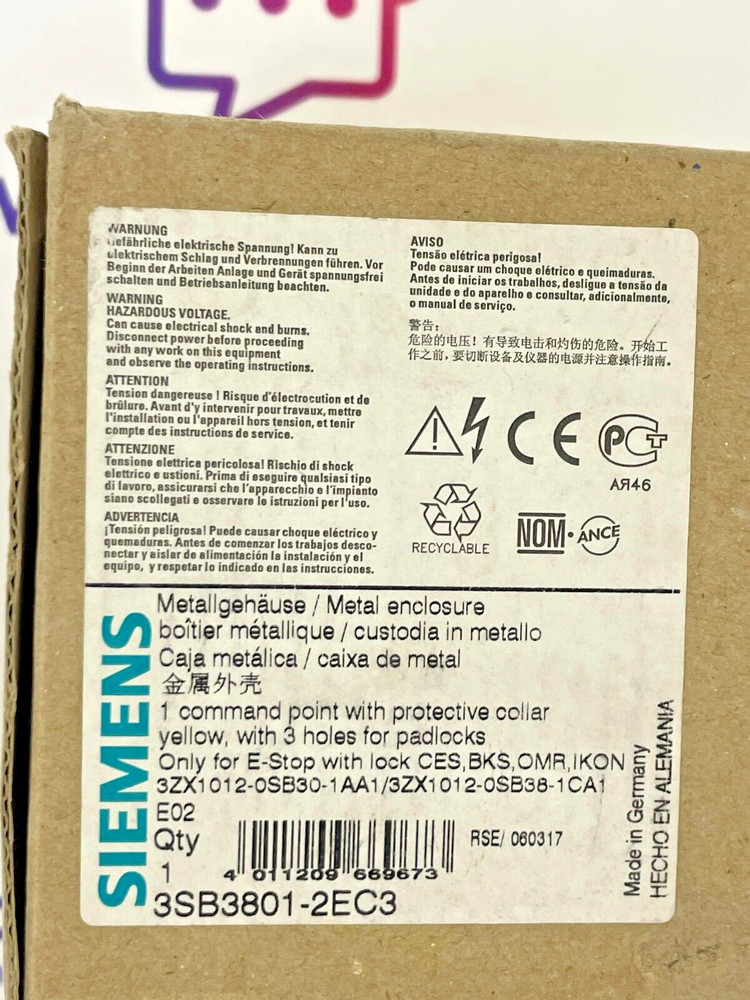 WARNUNG
Gefährliche elektrische Spannung! Kann zu
elektrischem Schlag und Verbrennungen führen. Vor
Beginn der Arbeiten Anlage und Gerät spannungsfrei
schalten und Betriebsanleitung beachten.
WARNING
HAZARDOUS VOLTAGE.
Can cause electrical shock and burns.
Disconnect power before proceeding
with any work on this equipment
and observe the operating instructions.
ATTENTION
Tension dangereuse ! Risque d'électrocution et de
brûlure. Avant d'y intervenir pour travaux, mettre
l'installation ou l'appareil hors tension, et tenir
compte des instructions de service.
ATTENZIONE
Tensione elettrica pericolosa! Rischio di shock
elettrico e ustioni. Prima di eseguire qualsiasi tipo
di lavoro, assicurarsi che l'apparecchio e l'impianto
siano scollegati e osservare le istruzioni per l'uso.
ADVERTENCIA
¡Tensión peligrosa! Puede causar choque eléctrico y
quemaduras. Antes de comenzar los trabajos desco-
nectar y aislar de alimentación la instalación y el
equipo, y respetar lo indicado en las instrucciones.
AVISO
Tensão elétrica perigosa!
Pode causar um choque elétrico e queimaduras.
Antes de iniciar os trabalhos, desligue a tensão da
unidade e do aparelho e consultar, adicionalmente,
o manual de serviço.
警告:
危险的电压！有导致电击和灼伤的危险。开始工
作之前,要切断设备及仪器的电源并注意操作指南。
CE
РСТ
АЯ46
RECYCLABLE
NOM·ANCE
SIEMENS
Metallgehäuse / Metal enclosure
boîtier métallique / custodia in metallo
Caja metálica / caixa de metal
金属外壳
1 command point with protective collar
yellow, with 3 holes for padlocks
Only for E-Stop with lock CES,BKS,OMR,IKON
3ZX1012-0SB30-1AA1/3ZX1012-0SB38-1CA1
E02
Qty
1
4 011209 669673
RSE/ 060317
3SB3801-2EC3
Made in Germany
HECHO EN ALEMANIA